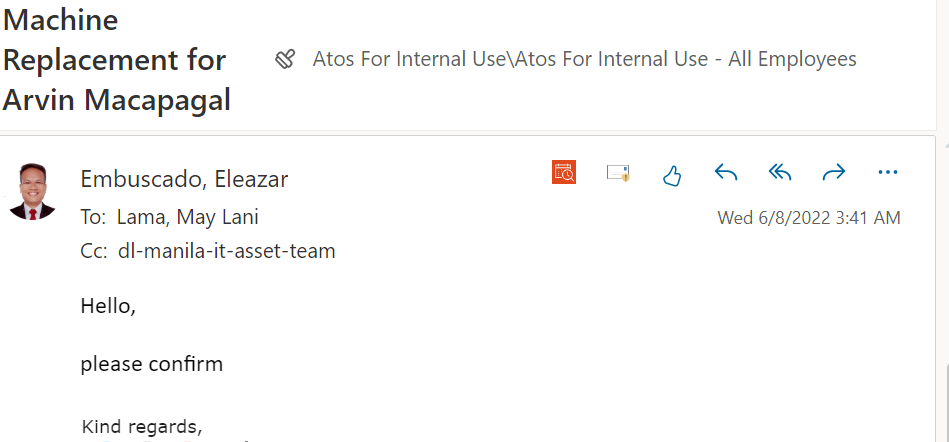 Machine
Replacement for
Arvin Macapagal
Atos For Internal Use\Atos For Internal Use - All Employees
Embuscado, Eleazar
To: Lama, May Lani
Wed 6/8/2022 3:41 AM
Cc: dl-manila-it-asset-team
Hello,
please confirm
Kind regards,